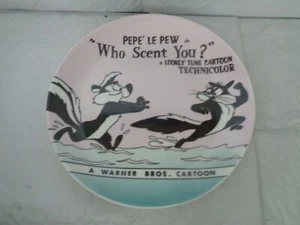 PEPE' LE PEW in
"Who Scent You?"
A LOONEY TUNE CARTOON
TECHNICOLOR
A WARNER BROS. CARTOON